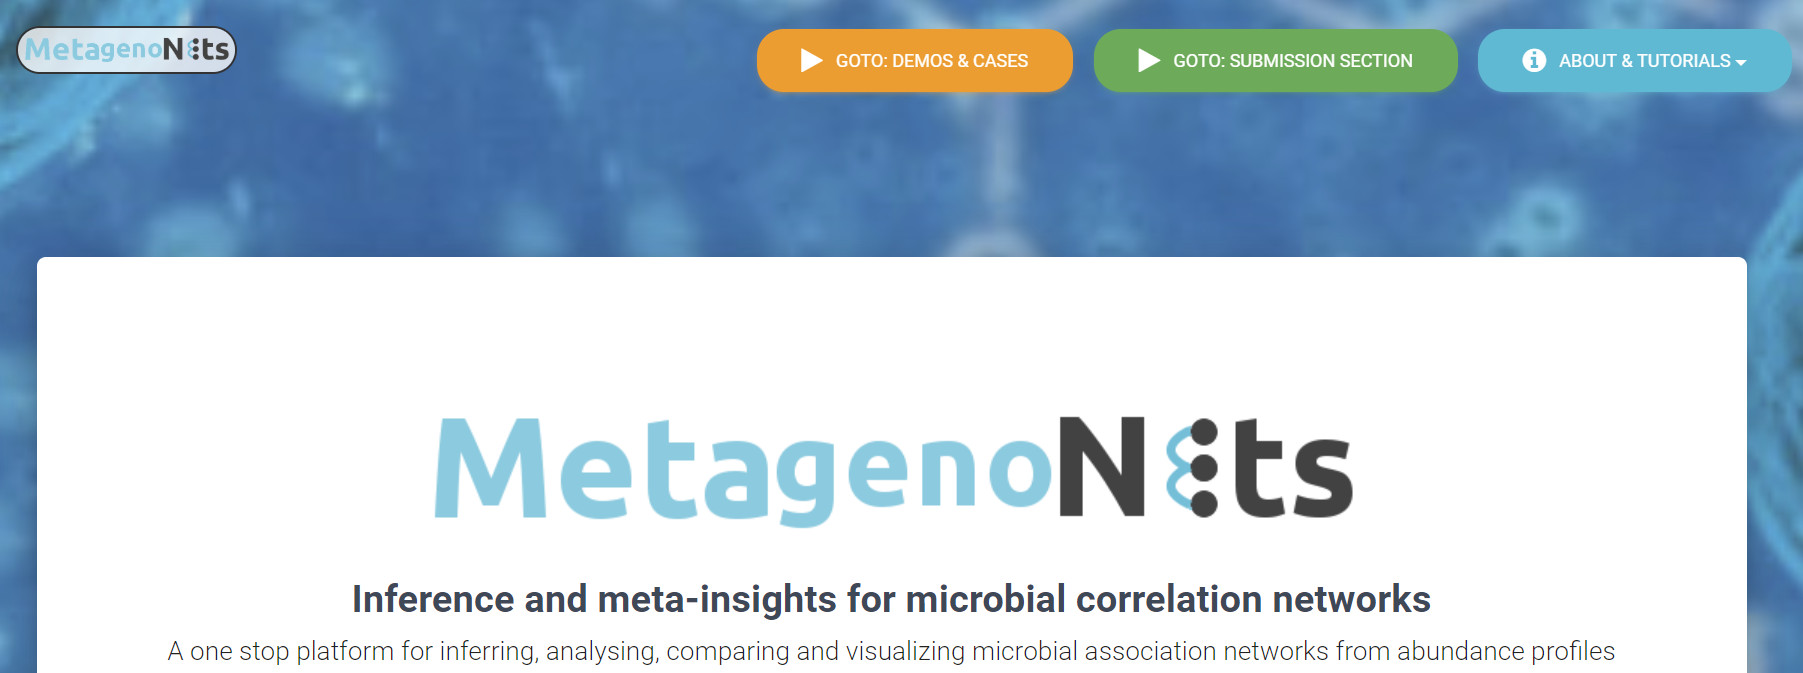 MetagenoNets
GOTO: DEMOS & CASES
GOTO: SUBMISSION SECTION
ABOUT & TUTORIALS
MetagenoNets
Inference and meta-insights for microbial correlation networks
A one stop platform for inferring, analysing, comparing and visualizing microbial association networks from abundance profiles